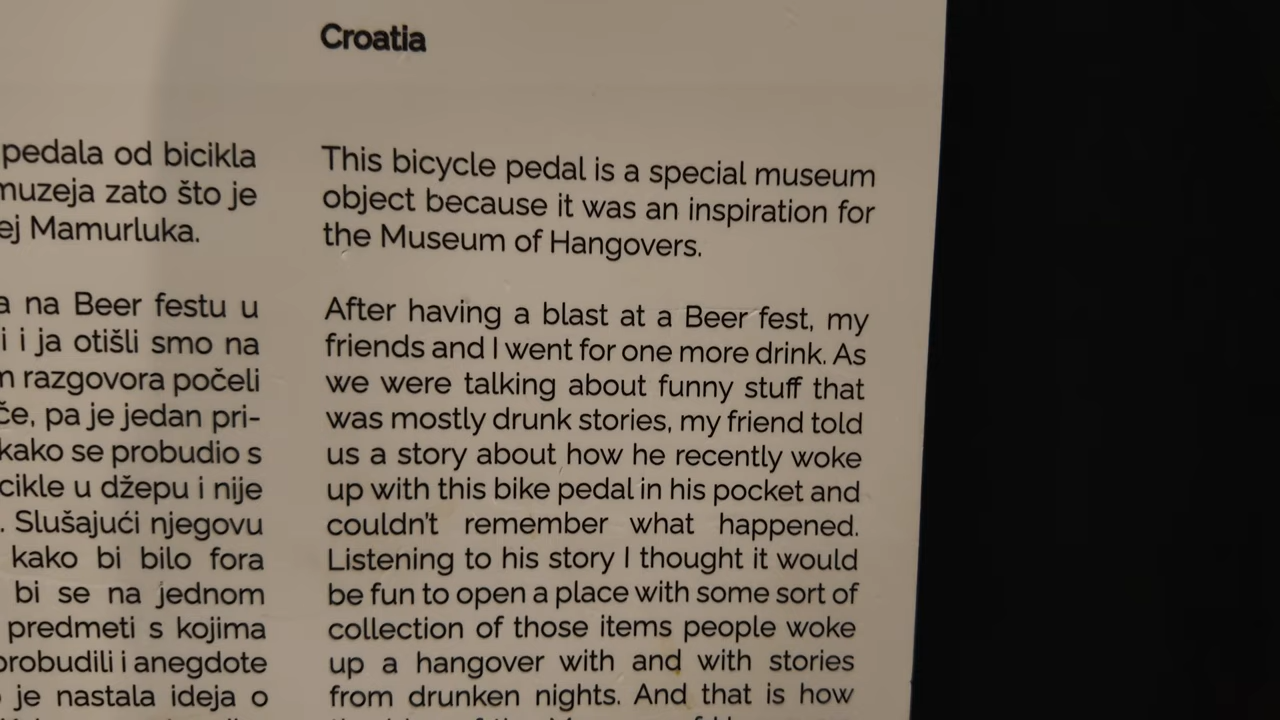 pedala od bicikla
muzeja zato što je
Mamurluka.
na Beer festu u
i ja otišli smo na
razgovora počeli
pa je jedan pri-
kako se probudio s
u džepu i nije
Slušajući njegovu
kako bi bilo fora
bi se na jednom
predmeti s kojima
probudili i anegdote
je nastala ideja o
Croatia
This bicycle pedal is a special museum
object because it was an inspiration for
the Museum of Hangovers.
After having a blast at a Beer fest, my
friends and I went for one more drink. As
we were talking about funny stuff that
was mostly drunk stories, my friend told
us a story about how he recently woke
up with this bike pedal in his pocket and
couldn't remember what happened.
Listening to his story I thought it would
be fun to open a place with some sort of
collection of those items people woke
up a hangover with and with stories
from drunken nights. And that is how